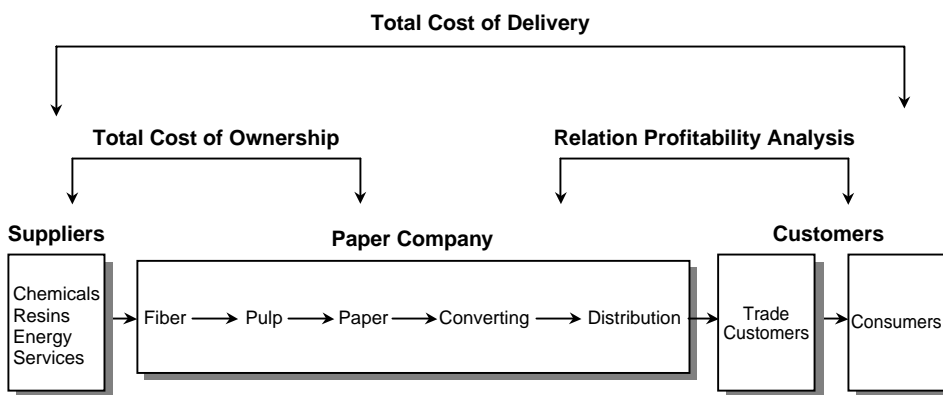 Total Cost of Delivery
Total Cost of Ownership
Relation Profitability Analysis
Suppliers
Paper Company
Customers
Chemicals
Resins
Energy
Services
Fiber
Pulp
Paper
Converting
Distribution
Trade
Customers
Consumers